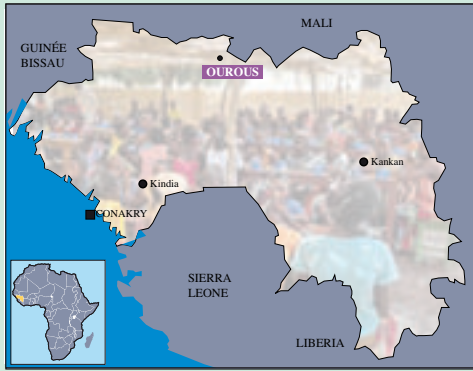 MALI
GUINÉE
BISSAU
OUROUS
Kankan
Kindia
CONAKRY
SIERRA
LEONE
LIBERIA